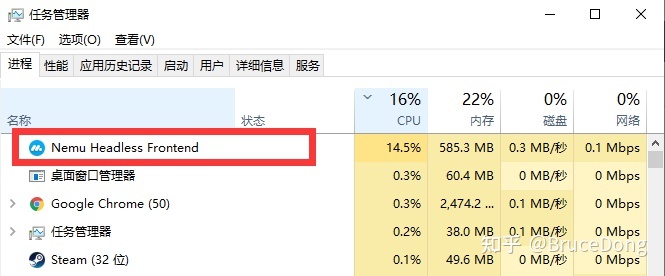 任务管理器
文件(F) 选项(O) 查看(V)
进程 性能 应用历史记录 启动 用户 详细信息 服务
16% 22% 0% 0%
名称 状态 CPU 内存 磁盘 网络
Nemu Headless Frontend 14.5% 585.3 MB 0.3 MB/秒 0.1 Mbps
桌面窗口管理器 0.3% 60.4 MB 0 MB/秒 0 Mbps
Google Chrome (50) 0.3% 2,474.2 ... 0.1 MB/秒 0 Mbps
任务管理器 0.2% 38.0 MB 0.1 MB/秒 0 Mbps
Steam (32 位) 0.1% 49.6 MB
知乎 @BruceDong